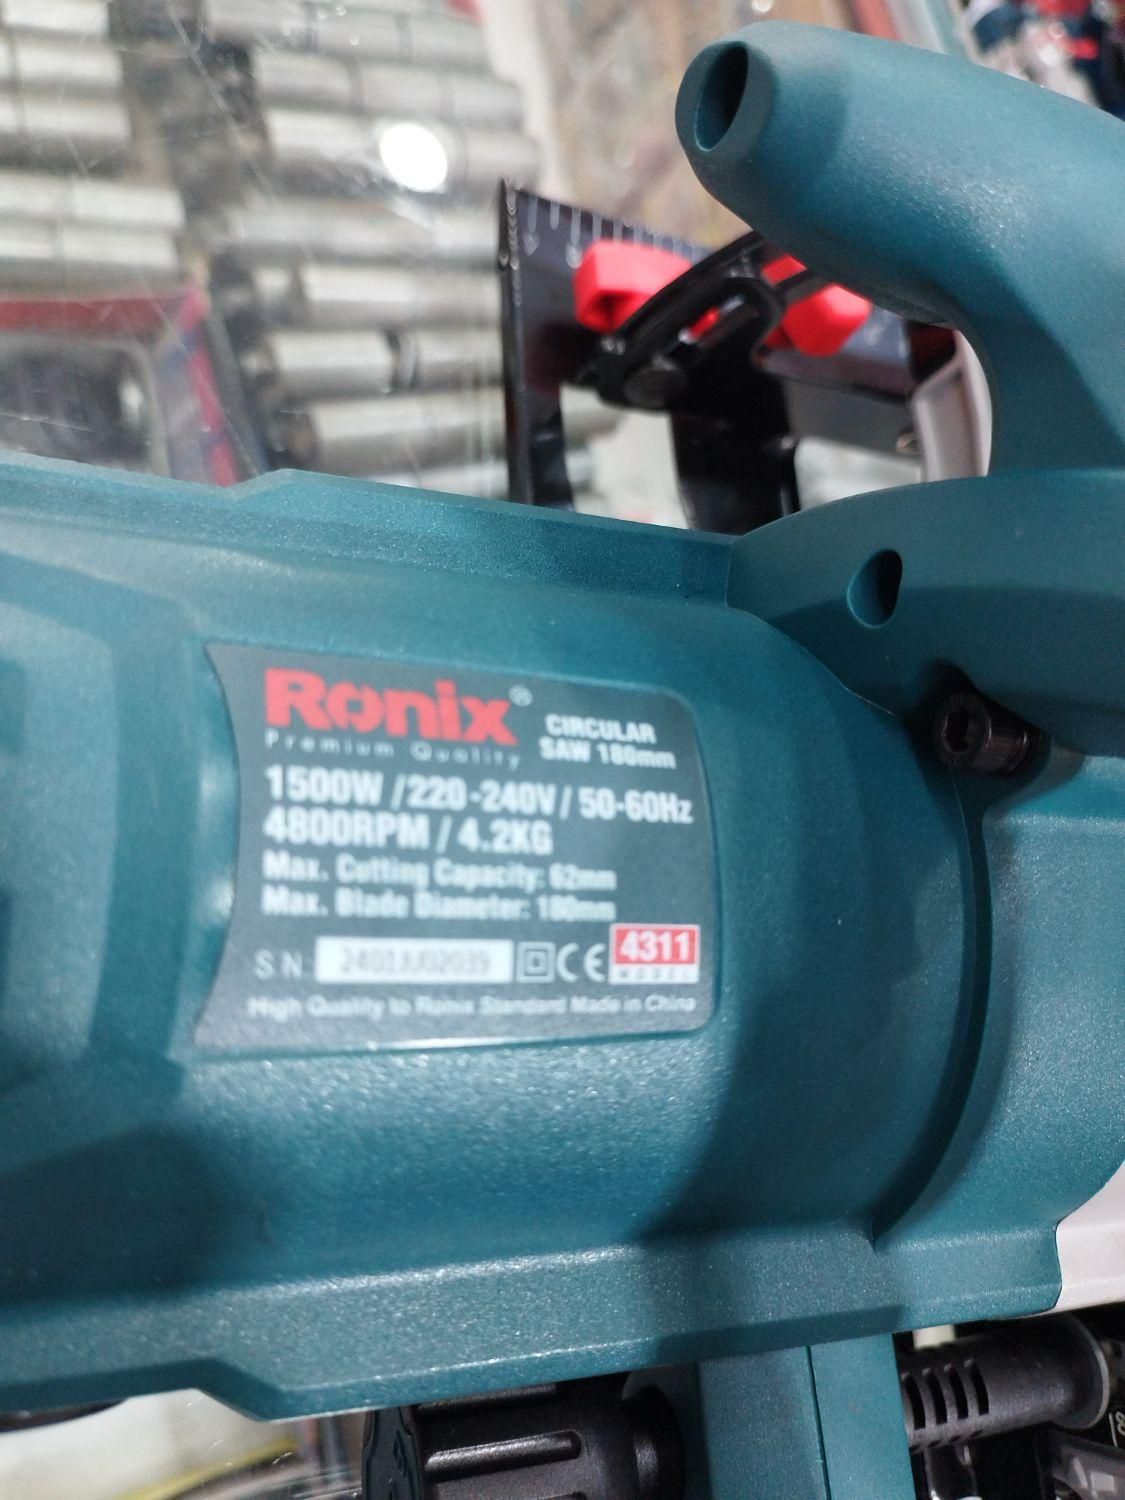 Ronix®
Premium Quality
CIRCULAR
SAW 180mm
1500W / 220-240V / 50-60Hz
4800RPM / 4.2KG
Max. Cutting Capacity: 62mm
Max. Blade Diameter: 180mm
S.N. 2401JU02039
CE
4311
MODEL
High Quality to Ronix Standard Made in China